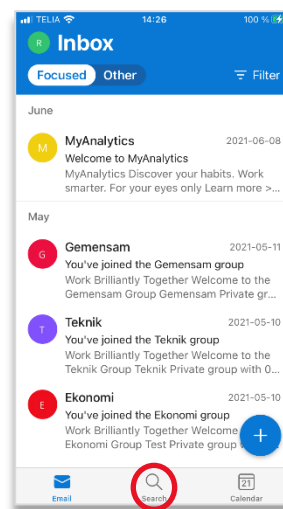 TELIA 14:26 100 %
R Inbox
Focused Other Filter
June
M MyAnalytics 2021-06-08
Welcome to MyAnalytics
MyAnalytics Discover your habits. Work
smarter. For your eyes only Learn more >...
May
G Gemensam 2021-05-11
You've joined the Gemensam group
Work Brilliantly Together Welcome to the
Gemensam Group Gemensam Private gr...
Teknik 2021-05-10
T You've joined the Teknik group
Work Brilliantly Together Welcome to the
Teknik Group Teknik Private group with 0...
Ekonomi 2021-05-10
E You've joined the Ekonomi group
Work Brilliantly Together Welcome
Ekonomi Group Test Private group
+
21
Email Search Calendar